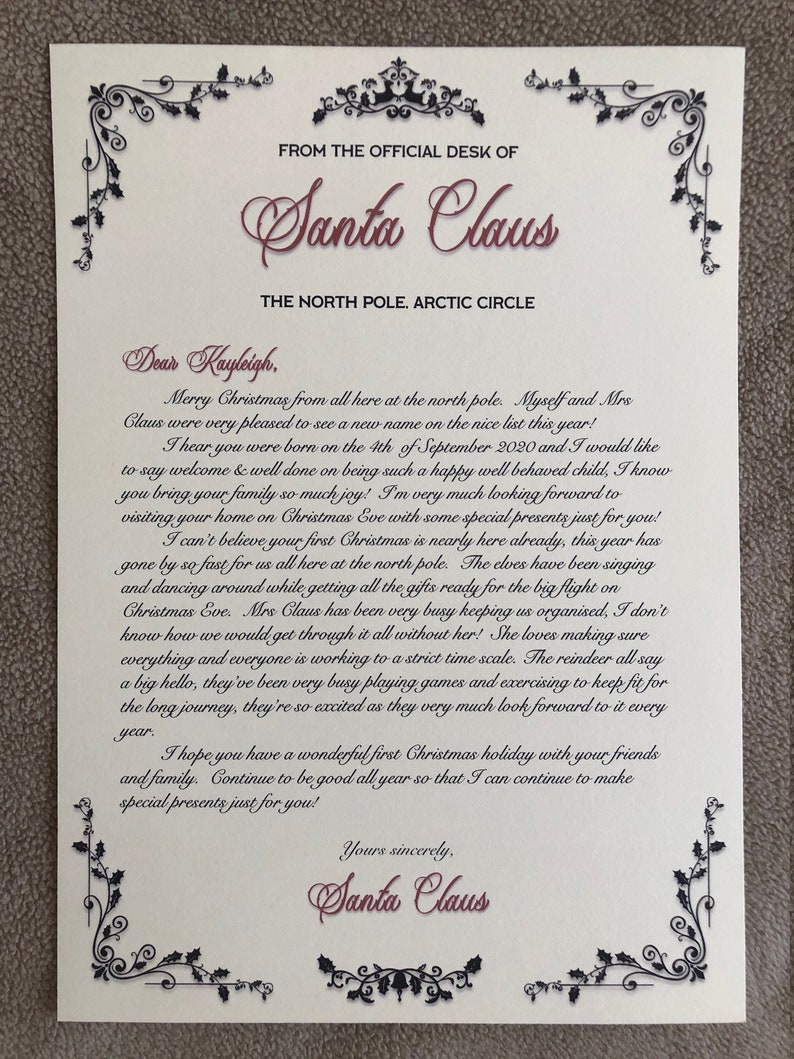 FROM THE OFFICIAL DESK OF
Santa Claus
THE NORTH POLE. ARCTIC CIRCLE
Dear Kayleigh,
Merry Christmas from all here at the north pole. Myself and Mrs
Claus were very pleased to see a new name on the nice list this year!
I hear you were born on the 4th of September 2020 and I would like
to say welcome & well done on being such a happy well behaved child, I know
you bring your family so much joy! I'm very much looking forward to
visiting your home on Christmas Eve with some special presents just for you!
I can't believe your first Christmas is nearly here already, this year has
gone by so fast for us all here at the north pole. The elves have been singing
and dancing around while getting all the gifts ready for the big flight on
Christmas Eve. Mrs Claus has been very busy keeping us organised, I don't
know how we would get through it all without her! She loves making sure
everything and everyone is working to a strict time scale. The reindeer all say
a big hello, they've been very busy playing games and exercising to keep fit for
the long journey, they're so excited as they very much look forward to it every
year.
I hope you have a wonderful first Christmas holiday with your friends
and family. Continue to be good all year so that I can continue to make
special presents just for you!
Yours sincerely,
Santa Claus